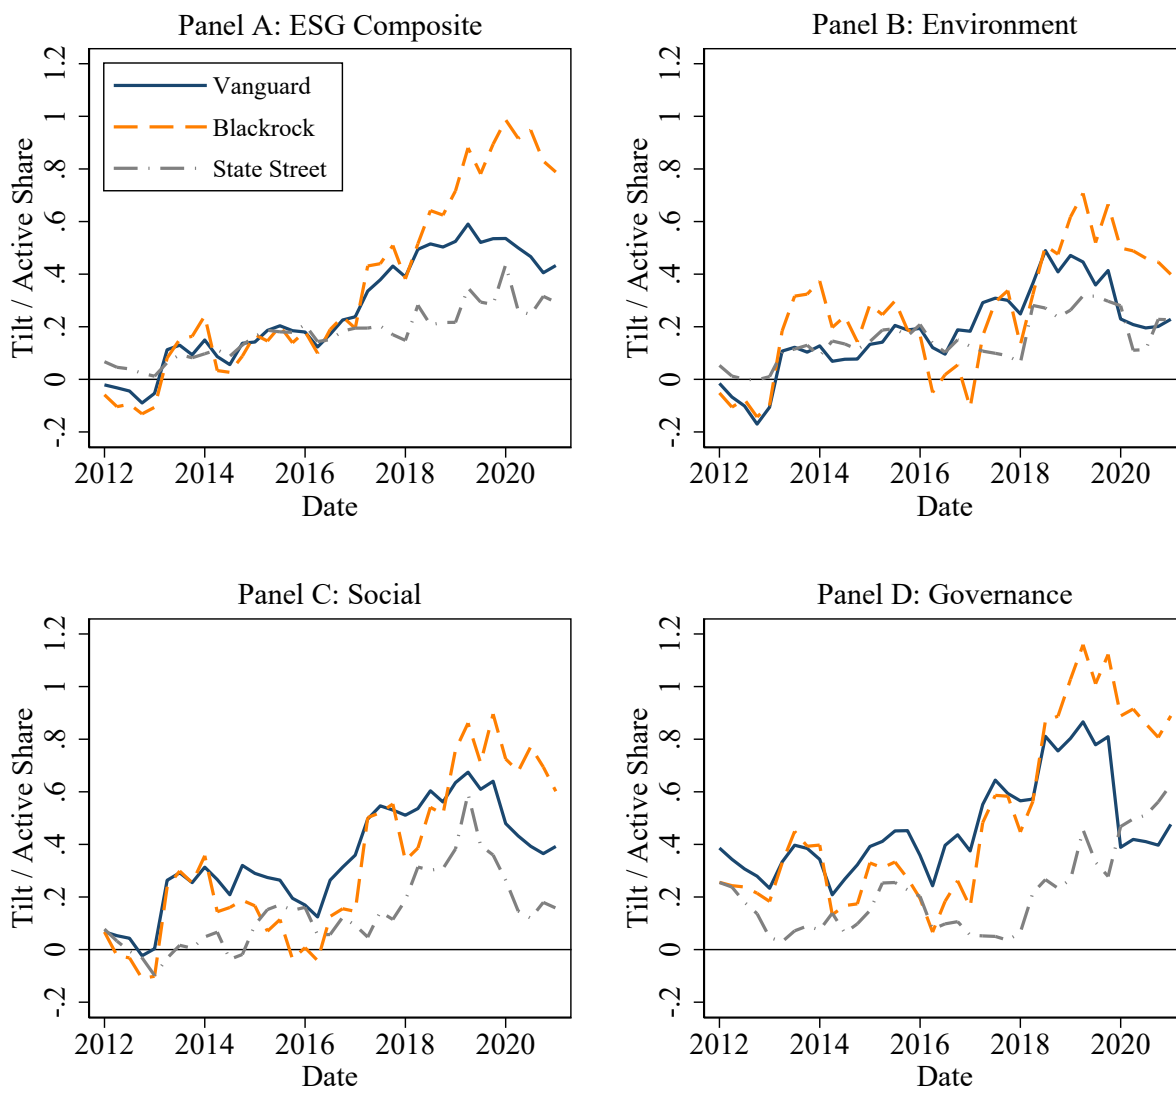 Panel A: ESG Composite
Tilt / Active Share
1.2
1
.8
.6
.4
.2
0
-.2
Vanguard
Blackrock
State Street
2012 2014 2016 2018 2020
Date
Panel B: Environment
Tilt / Active Share
1.2
1
.8
.6
.4
.2
0
-.2
2012 2014 2016 2018 2020
Date
Panel C: Social
Tilt / Active Share
1.2
1
.8
.6
.4
.2
0
-.2
2012 2014 2016 2018 2020
Date
Panel D: Governance
Tilt / Active Share
1.2
1
.8
.6
.4
.2
0
-.2
2012 2014 2016 2018 2020
Date